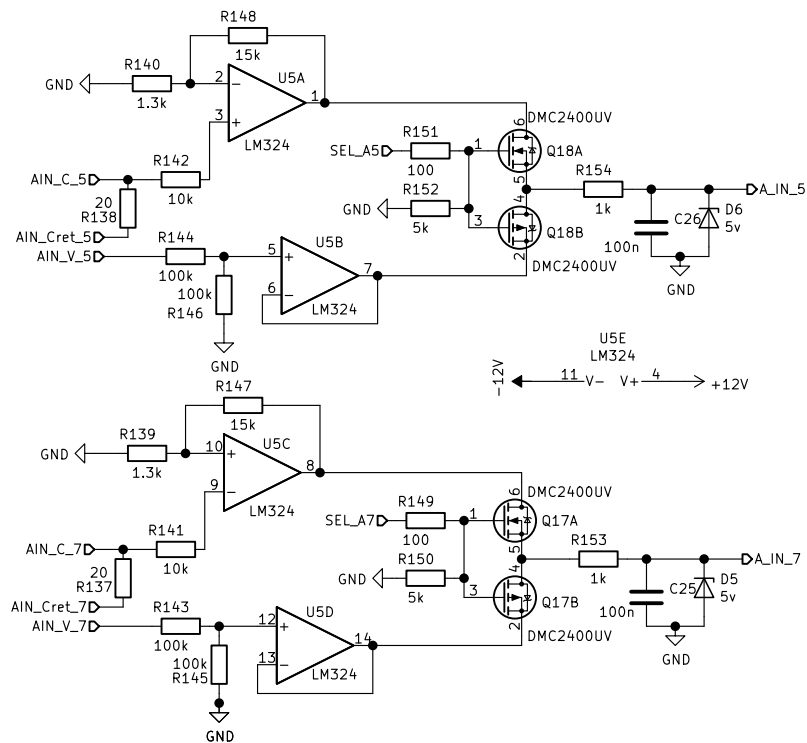 R148
15k
R140
GND
1.3k
2
−
U5A
1
3
+
LM324
DMC2400UV
6
SEL_A5
R151
1
100
Q18A
5
R142
AIN_C_5
10k
R154
A_IN_5
1k
20
R138
R152
GND
5k
4
3
Q18B
2
DMC2400UV
C26
100n
D6
5v
GND
AIN_Cret_5
AIN_V_5
R144
100k
100k
R146
GND
5
+
U5B
7
6
−
LM324
U5E
LM324
-12V
11
V−
V+
4
+12V
R147
15k
R139
GND
1.3k
10
+
U5C
8
9
−
LM324
6
DMC2400UV
SEL_A7
R149
1
100
Q17A
5
R141
AIN_C_7
10k
R153
A_IN_7
1k
20
R137
R150
GND
5k
4
3
Q17B
2
DMC2400UV
C25
100n
D5
5v
GND
AIN_Cret_7
AIN_V_7
R143
100k
100k
R145
GND
12
+
U5D
14
13
−
LM324